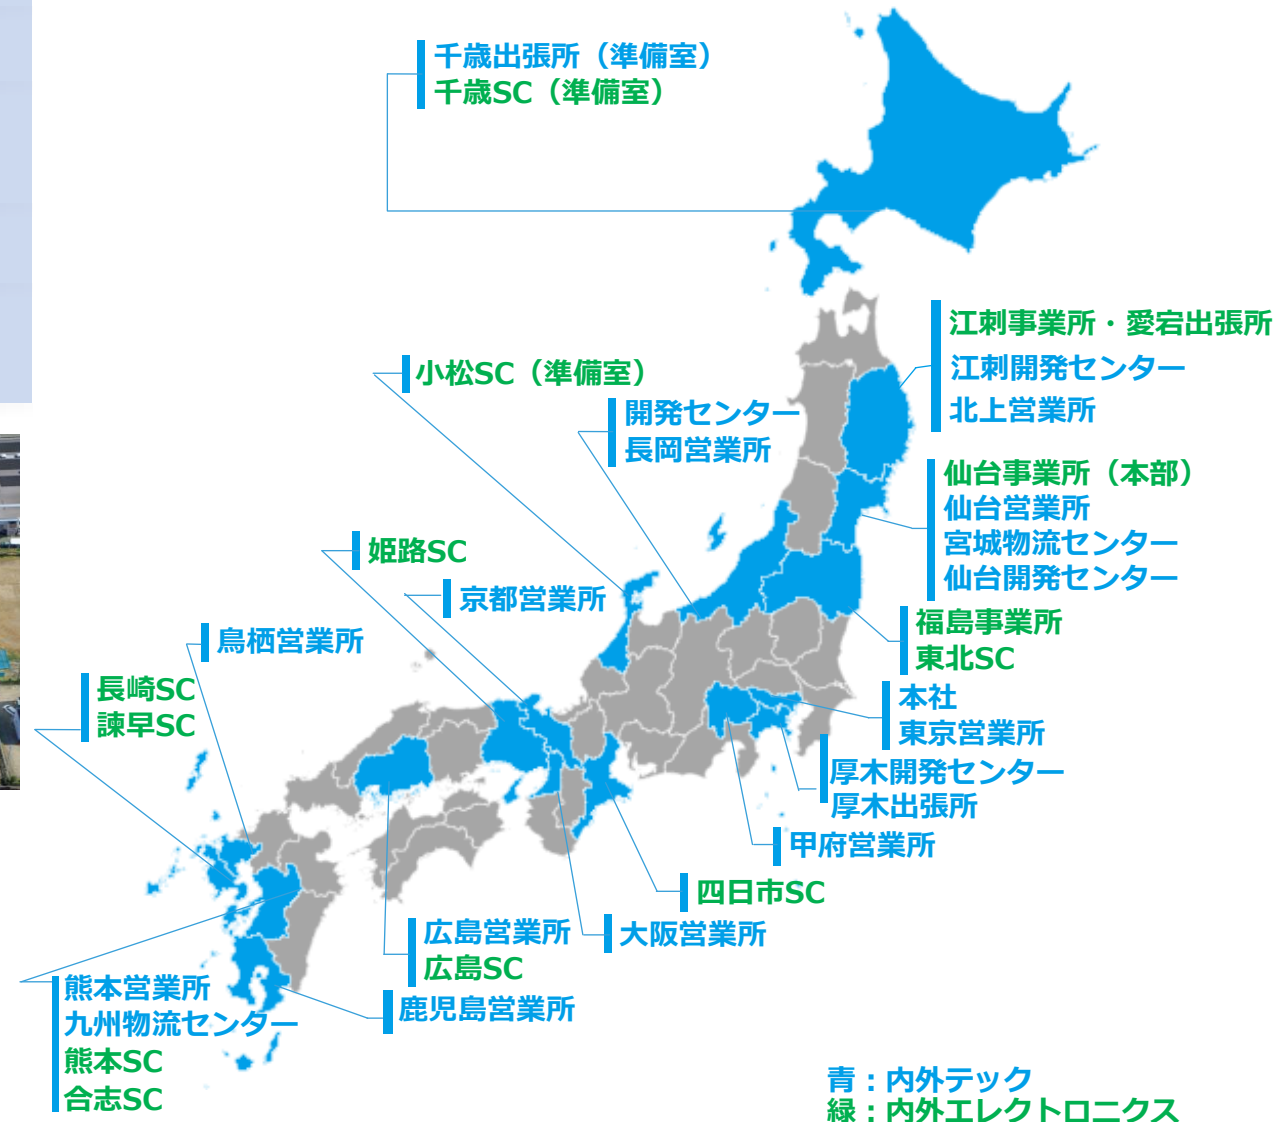 千歳出張所（準備室）
千歳SC（準備室）
江刺事業所・愛宕出張所
江刺開発センター
北上営業所
小松SC（準備室）
開発センター
長岡営業所
仙台事業所（本部）
仙台営業所
宮城物流センター
仙台開発センター
姫路SC
京都営業所
福島事業所
東北SC
鳥栖営業所
長崎SC
諫早SC
本社
東京営業所
厚木開発センター
厚木出張所
甲府営業所
四日市SC
広島営業所
広島SC
大阪営業所
熊本営業所
九州物流センター
熊本SC
合志SC
鹿児島営業所
青：内外テック
緑：内外エレクトロニクス